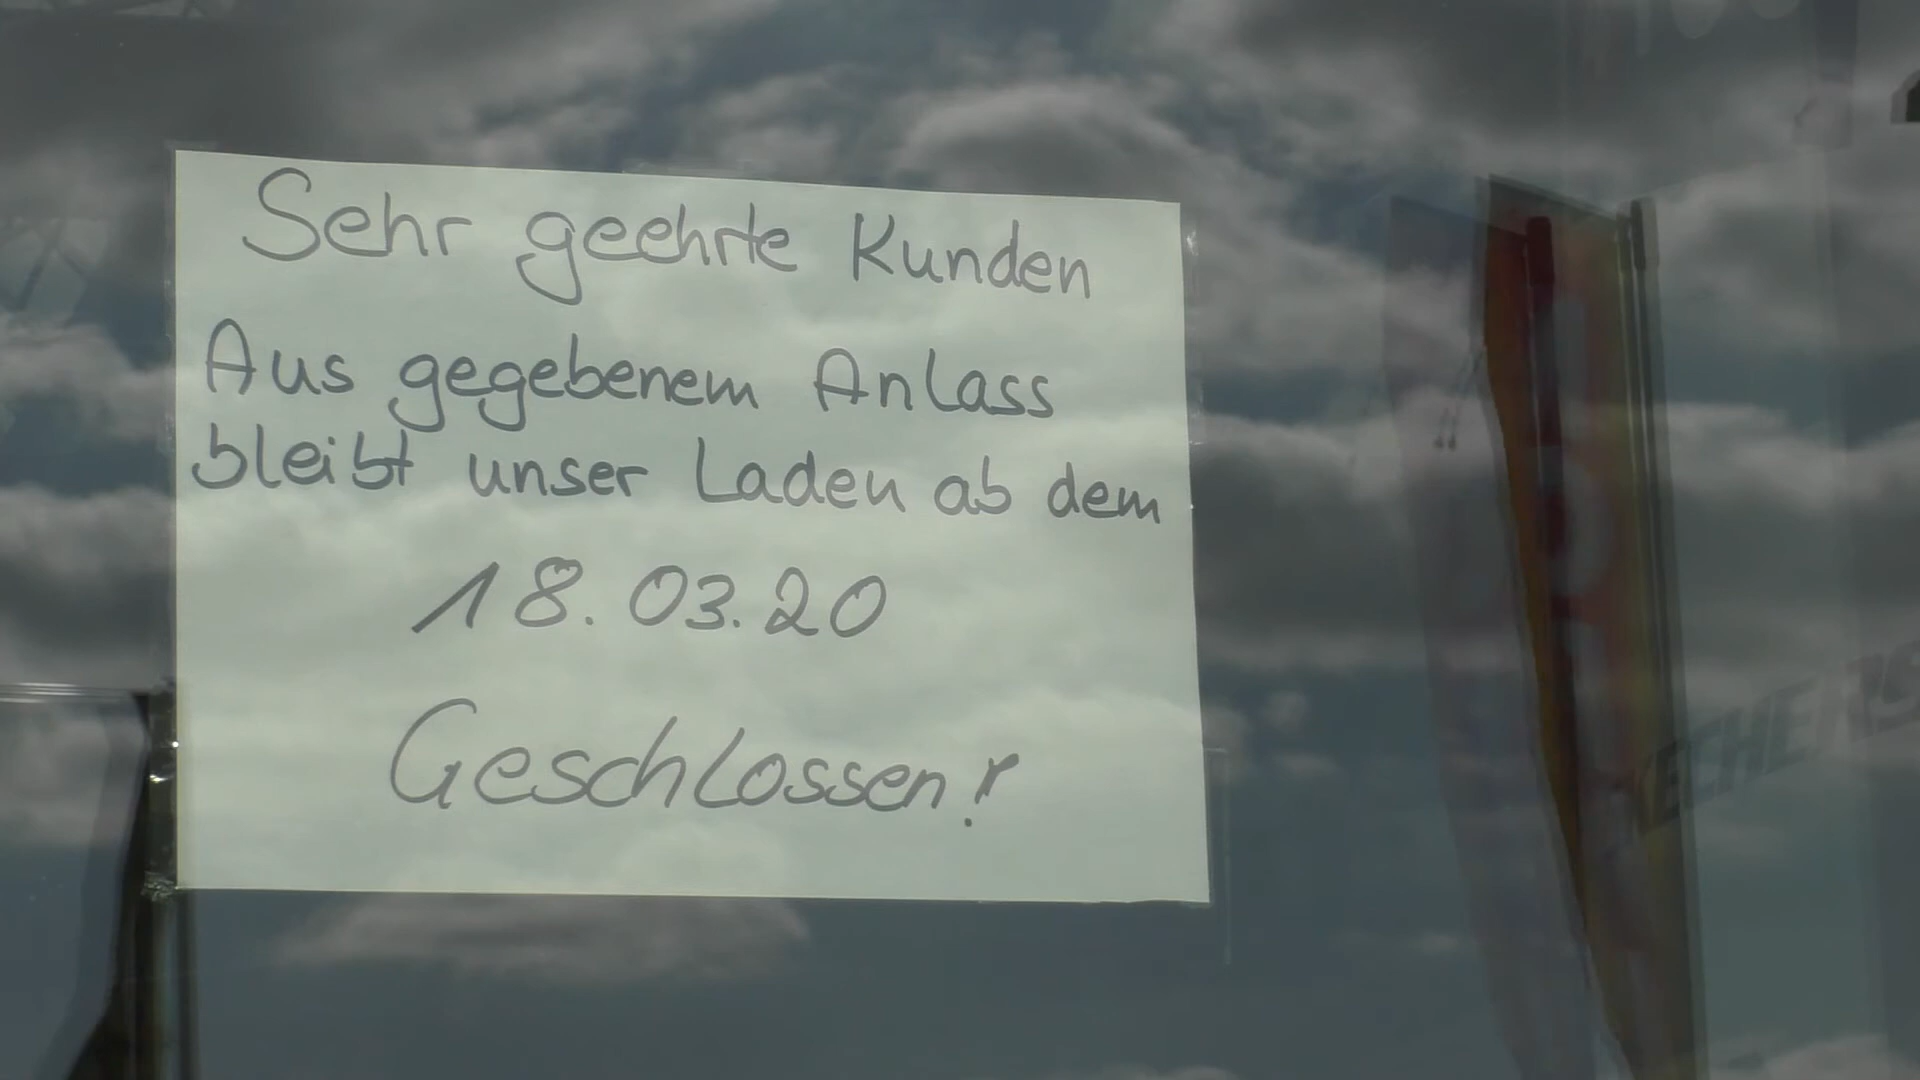 Sehr geehrte Kunden
Aus gegebenem Anlass
bleibt unser Laden ab dem
18.03.20
Geschlossen!